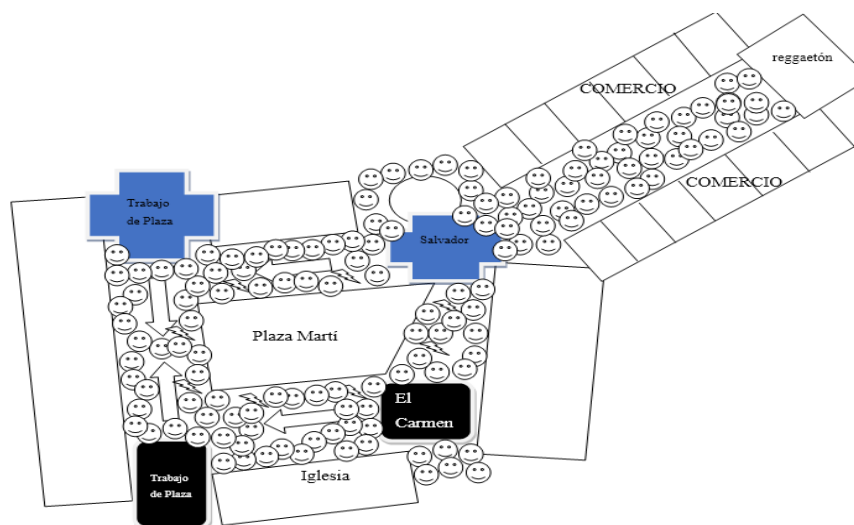 reggaetón
COMERCIO
COMERCIO
Trabajo
de Plaza
Salvador
Plaza Martí
El
Carmen
Trabajo
de Plaza
Iglesia